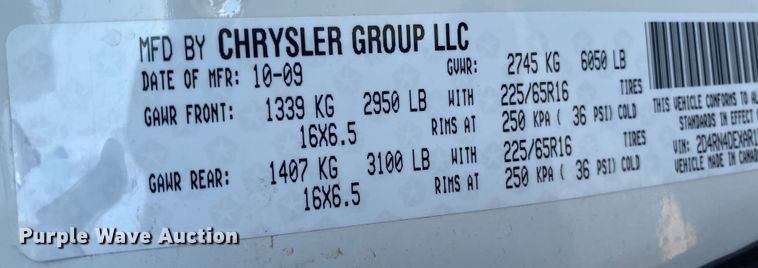 MFD BY CHRYSLER GROUP LLC
DATE OF MFR: 10-09 GVWR: 2745 KG 6050 LB
GAWR FRONT: 1339 KG 2950 LB WITH 225/65R16 TIRES
16X6.5 RIMS AT 250 KPA ( 36 PSI) COLD
GAWR REAR: 1407 KG 3100 LB WITH 225/65R16 TIRES
16X6.5 RIMS AT 250 KPA ( 36 PSI) COLD
THIS VEHICLE CONFORMS TO
STANDARDS IN EFFECT
VIN: 2D4RN4DEXAR1
VEHICLE MADE IN CANADA
Purple Wave Auction